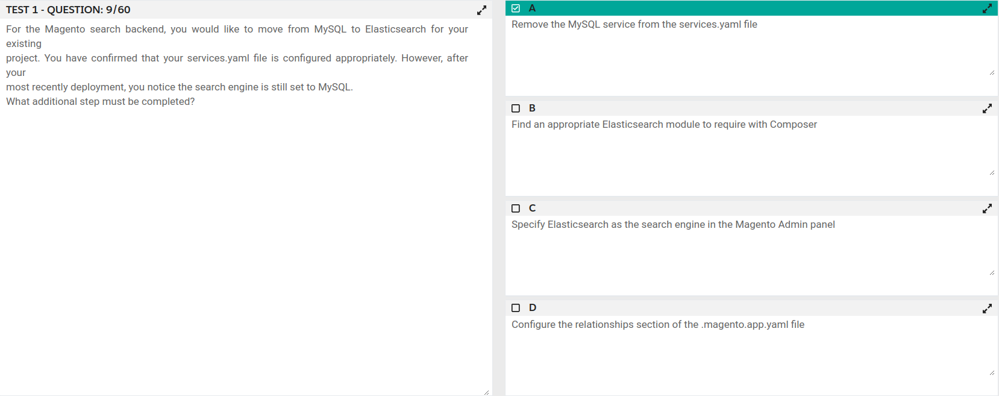 TEST 1 - QUESTION: 9/60
For the Magento search backend, you would like to move from MySQL to Elasticsearch for your
existing
project. You have confirmed that your services.yaml file is configured appropriately. However, after
your
most recently deployment, you notice the search engine is still set to MySQL.
What additional step must be completed?
A
Remove the MySQL service from the services.yaml file
B
Find an appropriate Elasticsearch module to require with Composer
C
Specify Elasticsearch as the search engine in the Magento Admin panel
D
Configure the relationships section of the .magento.app.yaml file